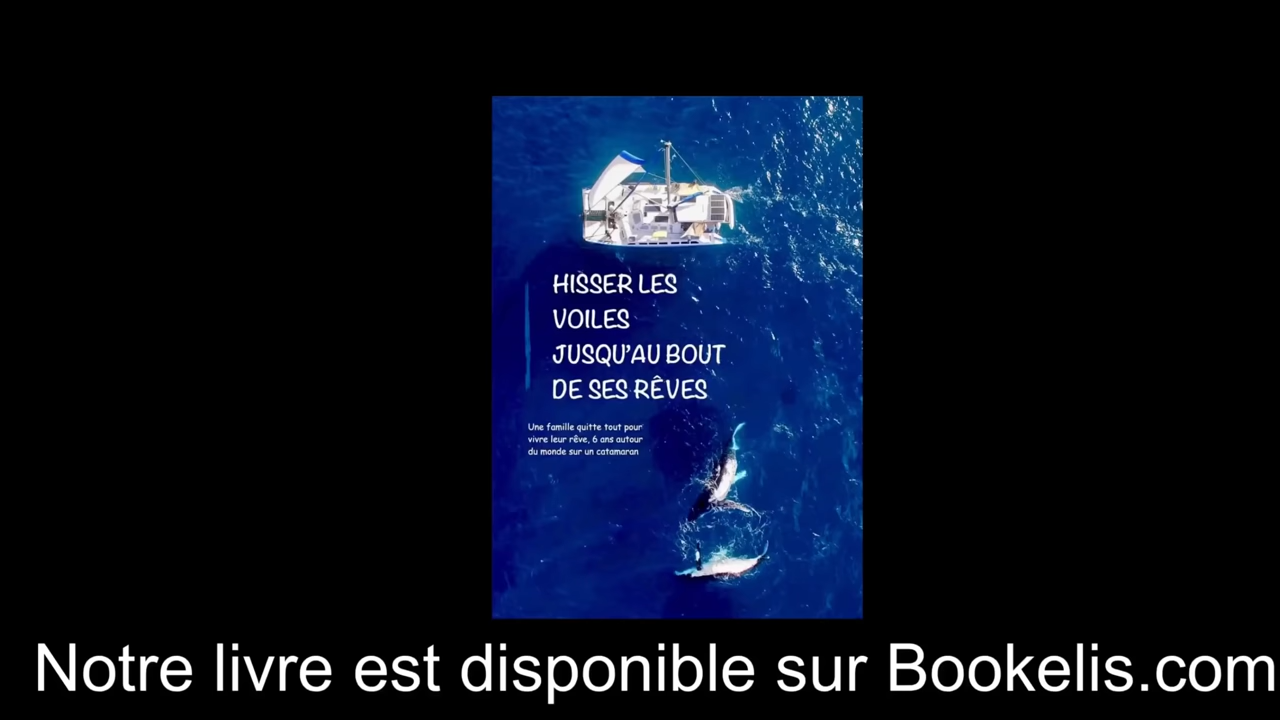 HISSER LES
VOILES
JUSQU'AU BOUT
DE SES RÊVES
Une famille quitte tout pour
vivre leur rêve, 6 ans autour
du monde sur un catamaran
Notre livre est disponible sur Bookelis.com